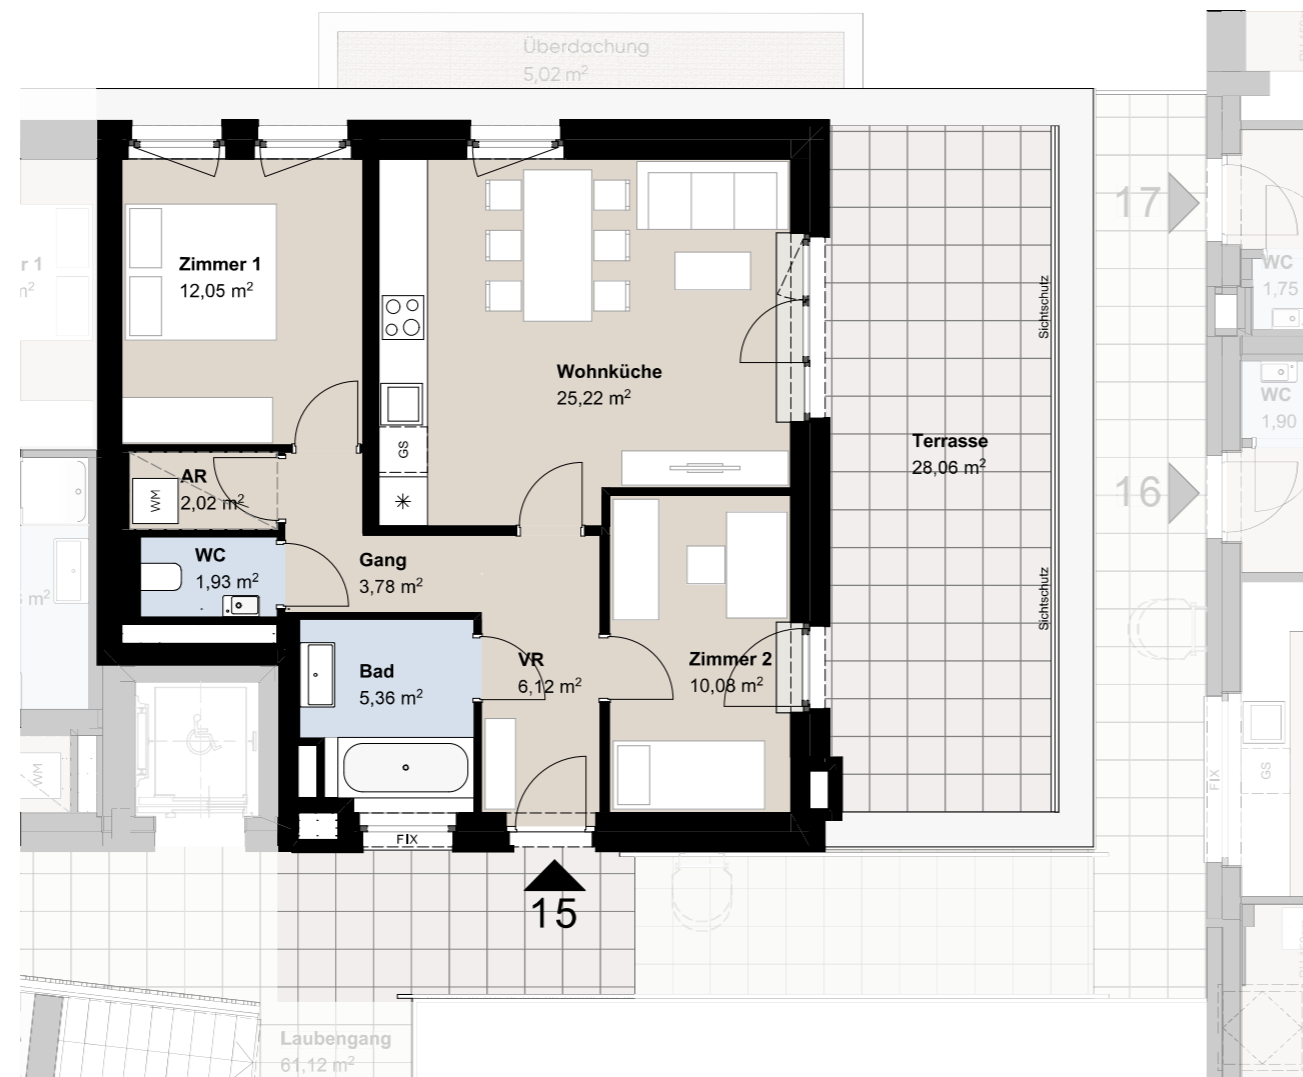 Überdachung
5,02 m²
17
r 1
Zimmer 1
12,05 m²
WC
1,75
Sichtschutz
Wohnküche
25,22 m²
WC
1,90
Terrasse
28,06 m²
GS
AR
2,02 m²
WM
16
WC
1,93 m²
Gang
3,78 m²
Sichtschutz
m²
Bad
5,36 m²
VR
6,12 m²
Zimmer 2
10,08 m²
WM
GS
FIX
FIX
15
Laubengang
61,12 m²